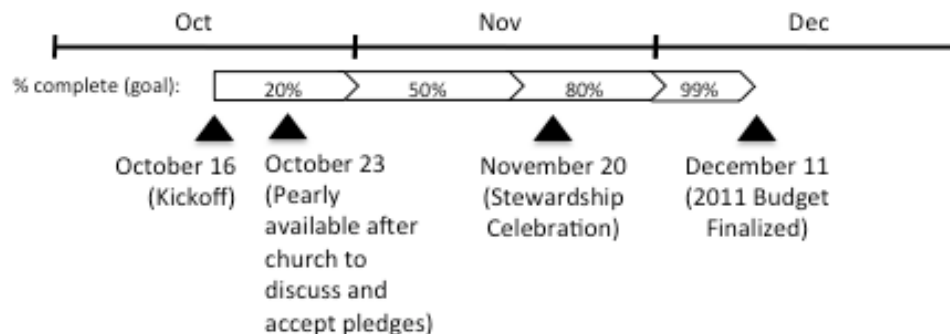 Oct Nov Dec
% complete (goal): 20% 50% 80% 99%
October 16
(Kickoff)
October 23
(Pearly
available after
church to
discuss and
accept pledges)
November 20
(Stewardship
Celebration)
December 11
(2011 Budget
Finalized)